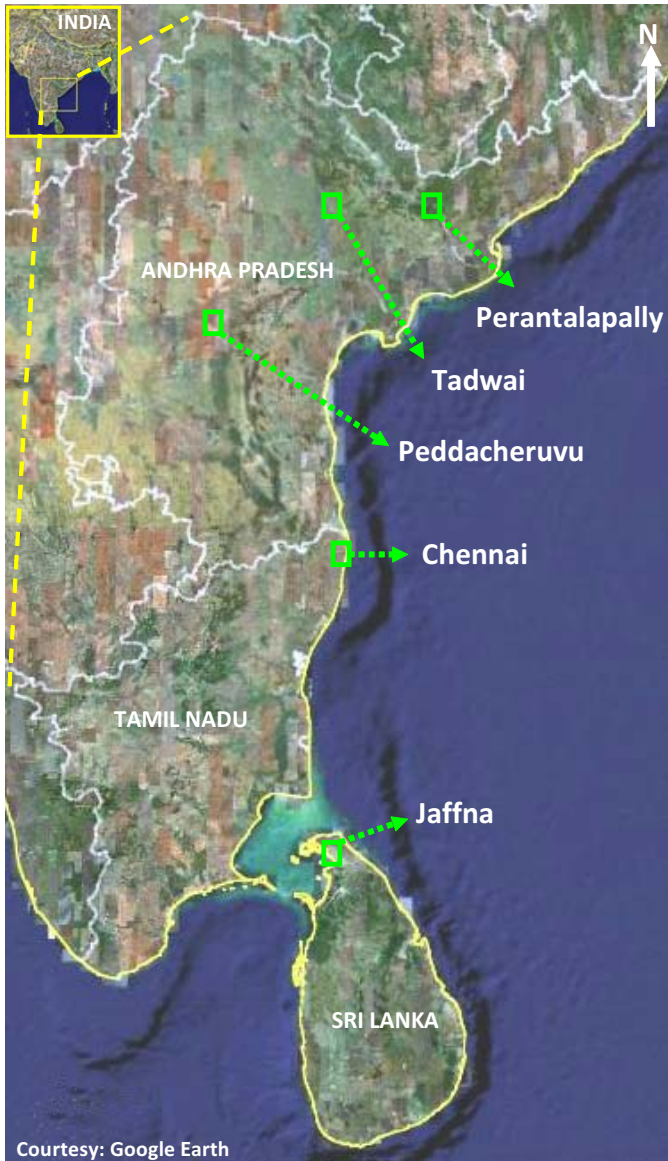 INDIA
N
ANDHRA PRADESH
Perantalapally
Tadwai
Peddacheruvu
Chennai
TAMIL NADU
Jaffna
SRI LANKA
Courtesy: Google Earth